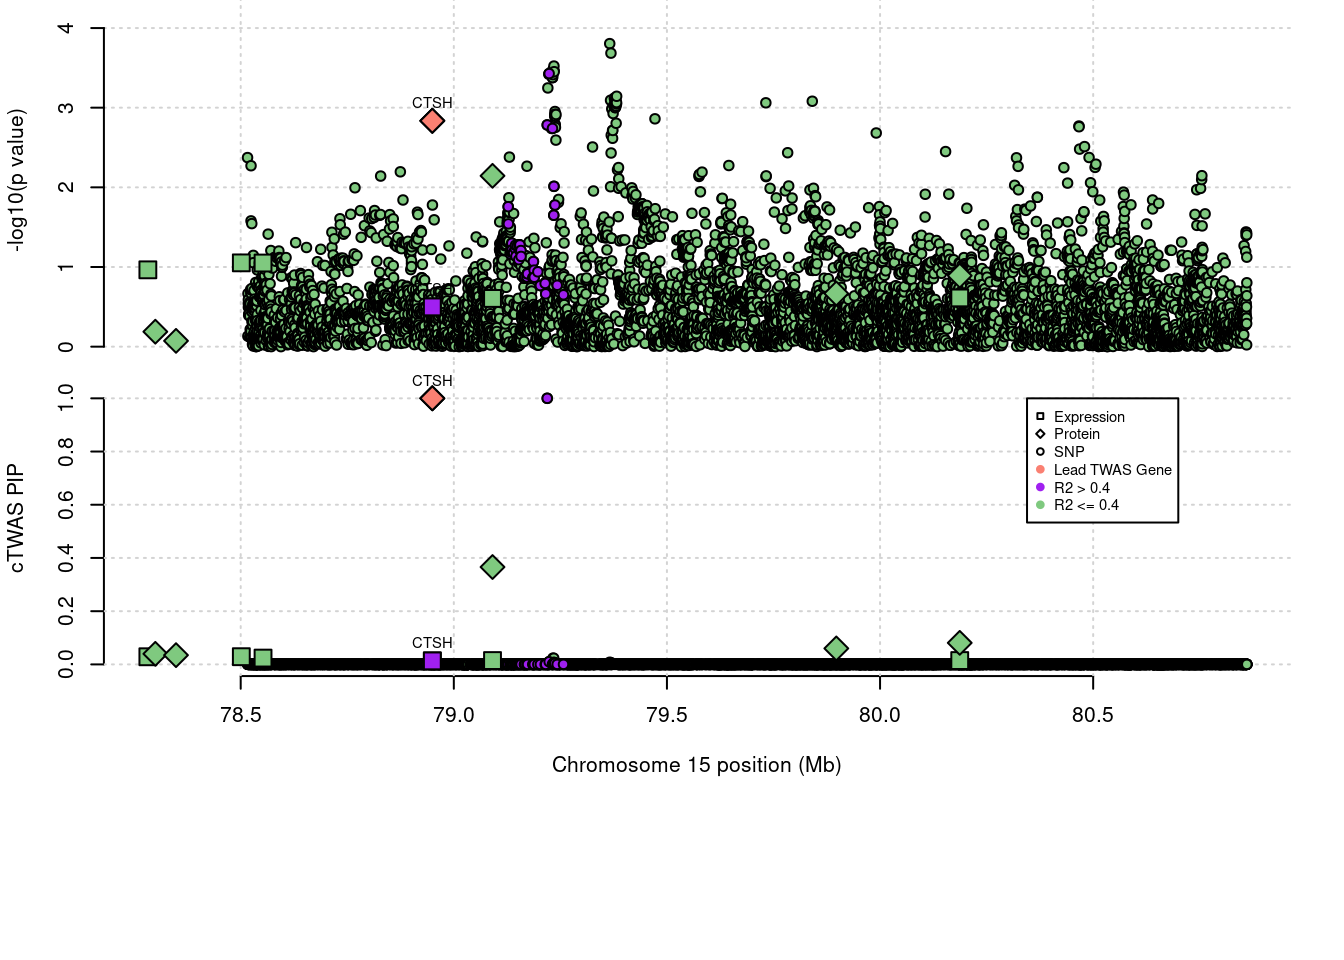 4
3
2
1
0
-log10(p value)
CTSH
CTSH
1.0
0.8
0.6
0.4
0.2
0.0
cTWAS PIP
CTSH
Expression
Protein
SNP
Lead TWAS Gene
R2 > 0.4
R2 <= 0.4
78.5 79.0 79.5 80.0 80.5
Chromosome 15 position (Mb)